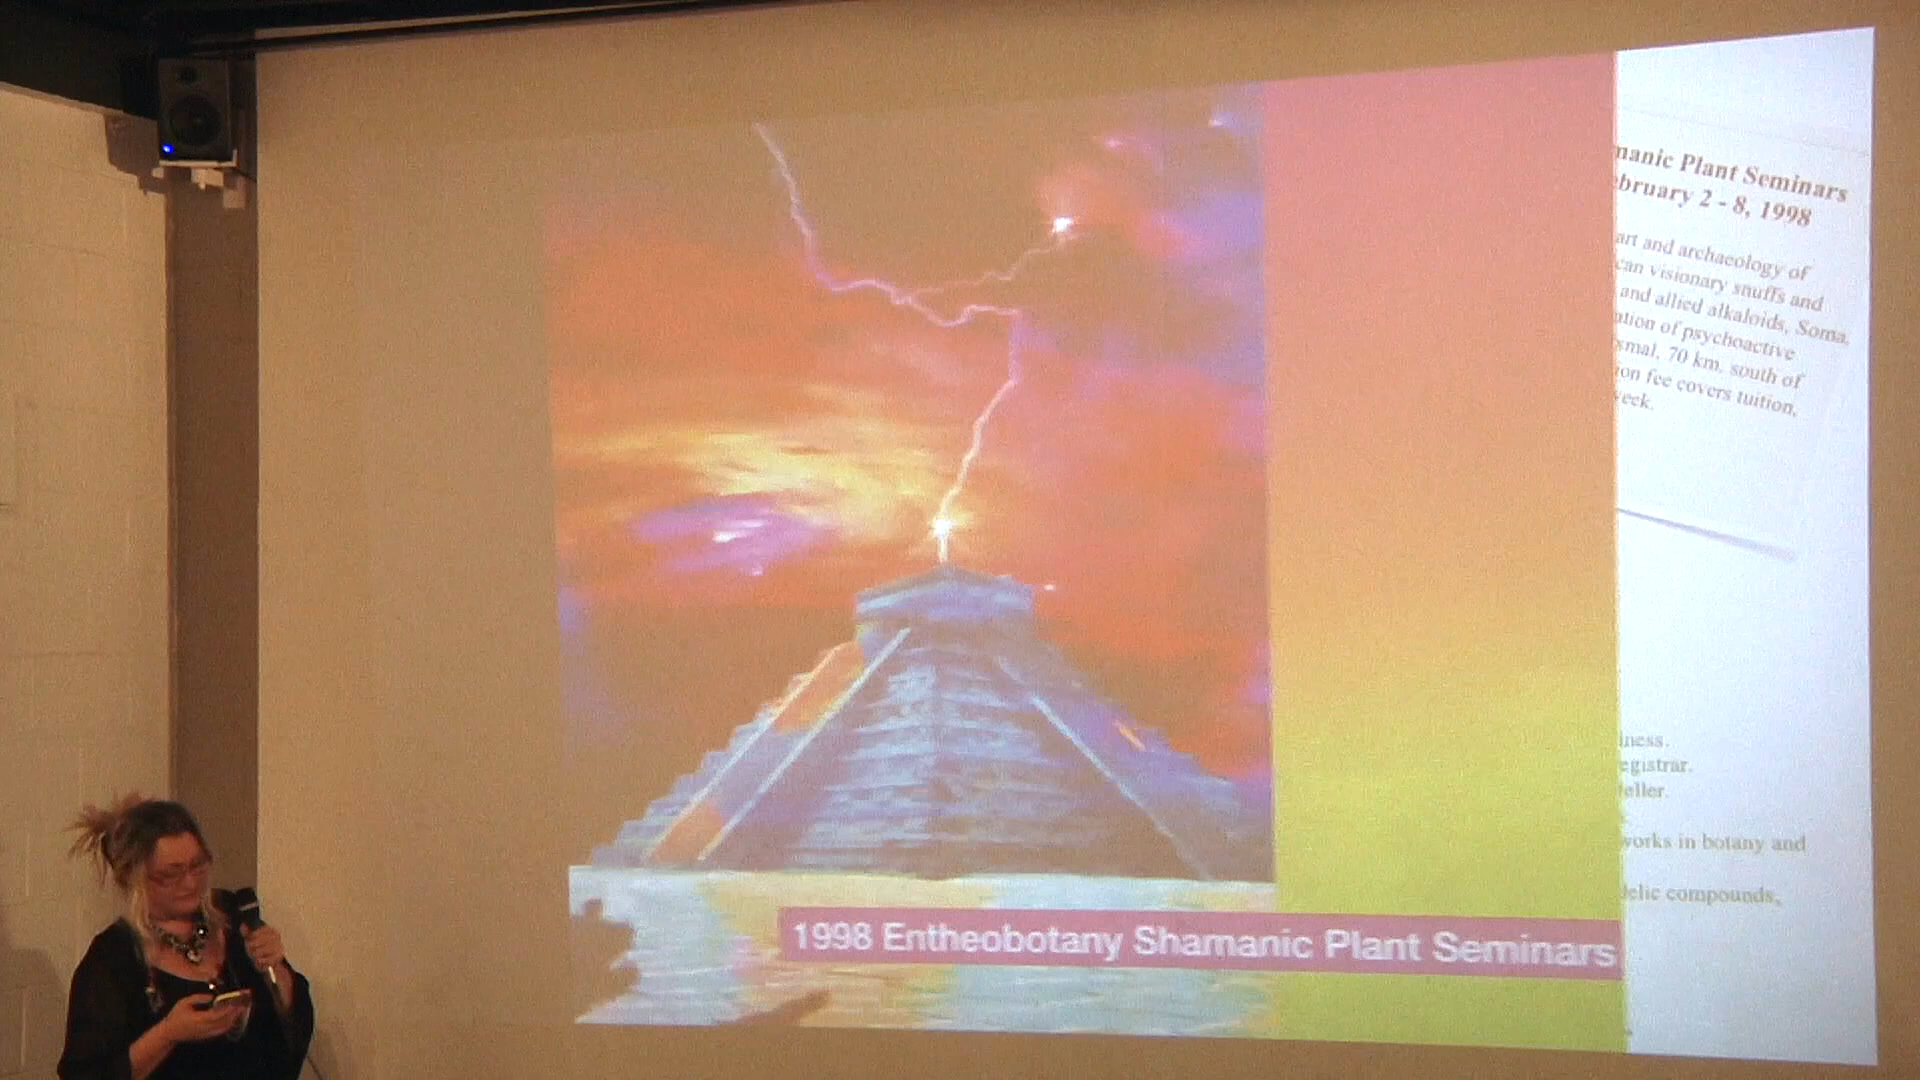 manic Plant Seminars
bruary 2 - 8, 1998
art and archaeology of
can visionary snuffs and
and allied alkaloids, Soma,
ation of psychoactive
smal, 70 km. south of
ion fee covers tuition,
week.
iness.
egistrar.
eller.
works in botany and
delic compounds,
1998 Entheobotany Shamanic Plant Seminars